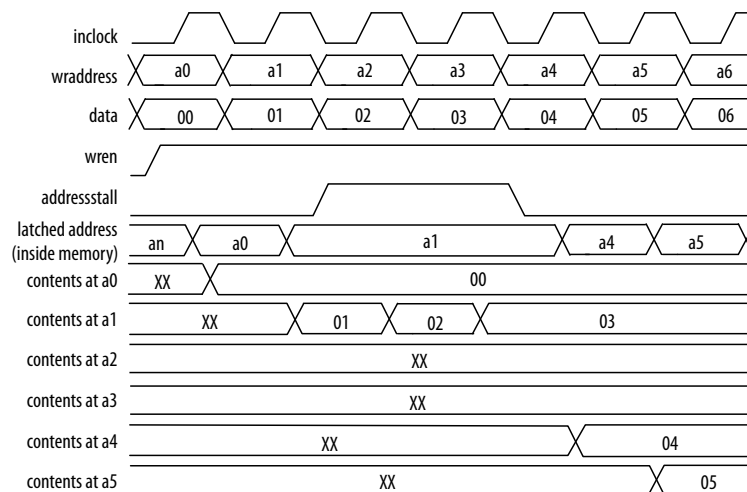 inclock
wraddress a0 a1 a2 a3 a4 a5 a6
data 00 01 02 03 04 05 06
wren
addressstall
latched address
(inside memory) an a0 a1 a4 a5
contents at a0 XX 00
contents at a1 XX 01 02 03
contents at a2 XX
contents at a3 XX
contents at a4 XX 04
contents at a5 XX 05